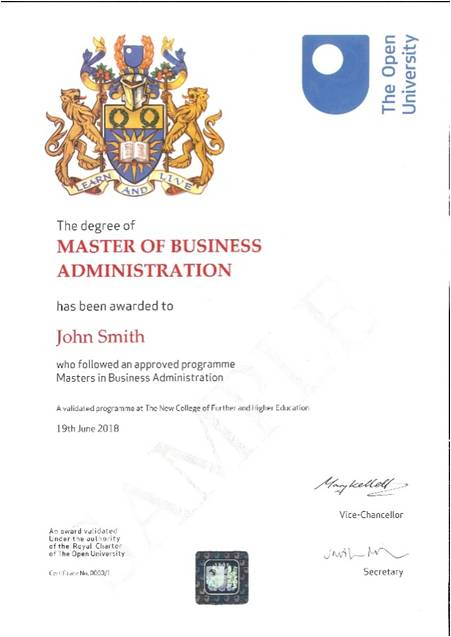 The Open
University
LEARN AND LIVE
The degree of
MASTER OF BUSINESS
ADMINISTRATION
has been awarded to
John Smith
who followed an approved programme
Masters in Business Administration
A validated programme at The New College of Further and Higher Education
19th June 2018
SAMPLE
Vice-Chancellor
An award validated
Under the authority
of the Royal Charter
of The Open University
Certificate No. 0003/1
Secretary